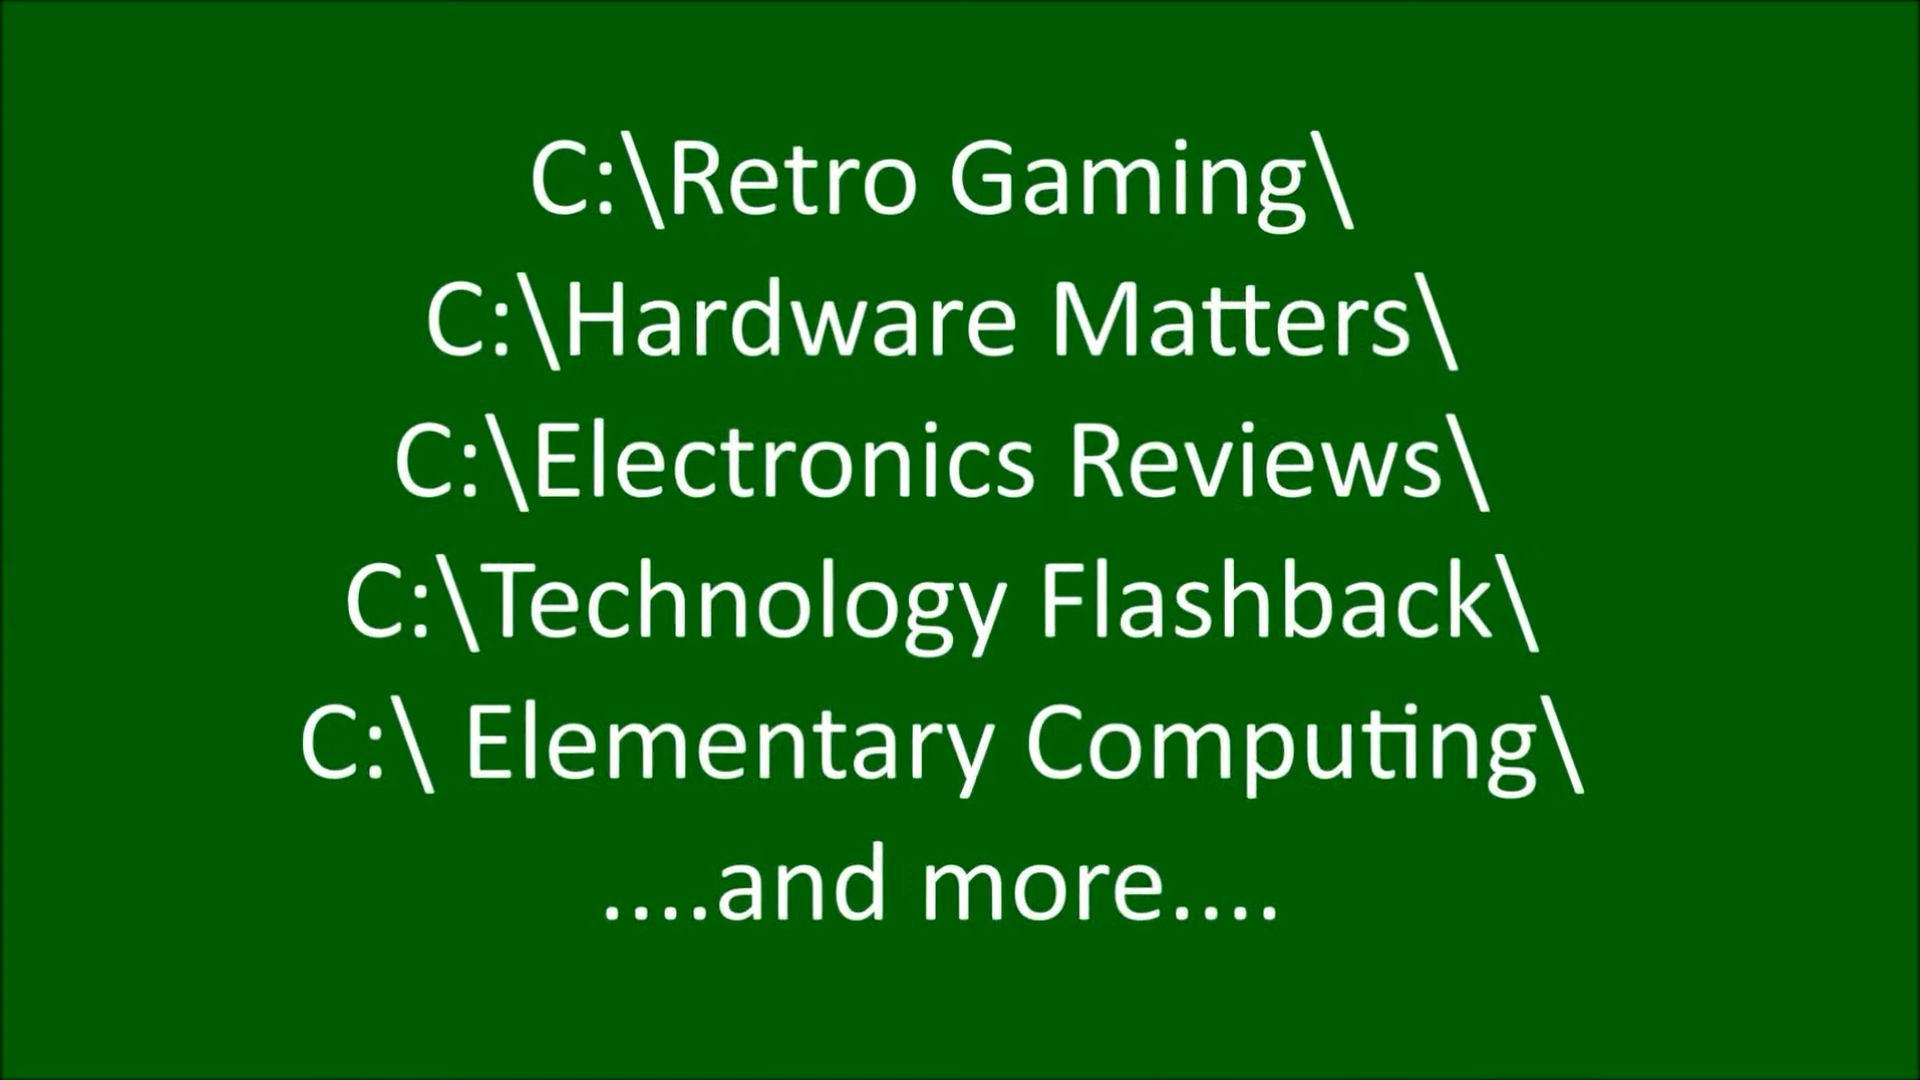 C:\Retro Gaming\
C:\Hardware Matters\
C:\Electronics Reviews\
C:\Technology Flashback\
C:\ Elementary Computing\
....and more....